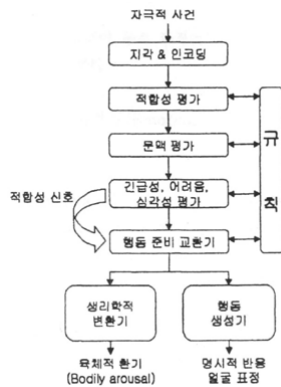 자극적 사건
지각 & 인코딩
적합성 평가
문맥 평가
긴급성, 어려움,
심각성 평가
적합성 신호
행동 준비 교환기
규
칙
생리학적
변환기
행동
생성기
육체적 환기
(Bodily arousal)
명시적 반응
얼굴 표정